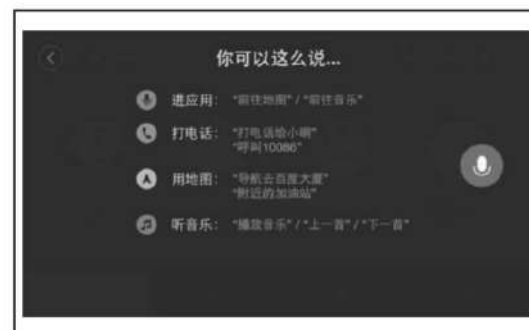 你可以这么说...
进应用: “前往地图” / “前往音乐”
打电话: “打电话给小明”
“呼叫10086”
用地图: “导航去百度大厦”
“附近的加油站”
听音乐: “播放音乐” / “上一首” / “下一首”